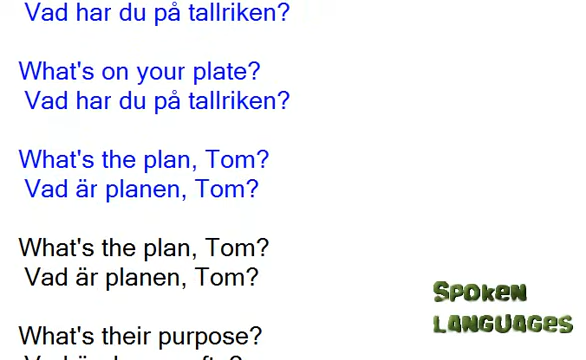 Vad har du på tallriken?
What's on your plate?
Vad har du på tallriken?
What's the plan, Tom?
Vad är planen, Tom?
What's the plan, Tom?
Vad är planen, Tom?
What's their purpose?
SPOKEN
LANGUAGES